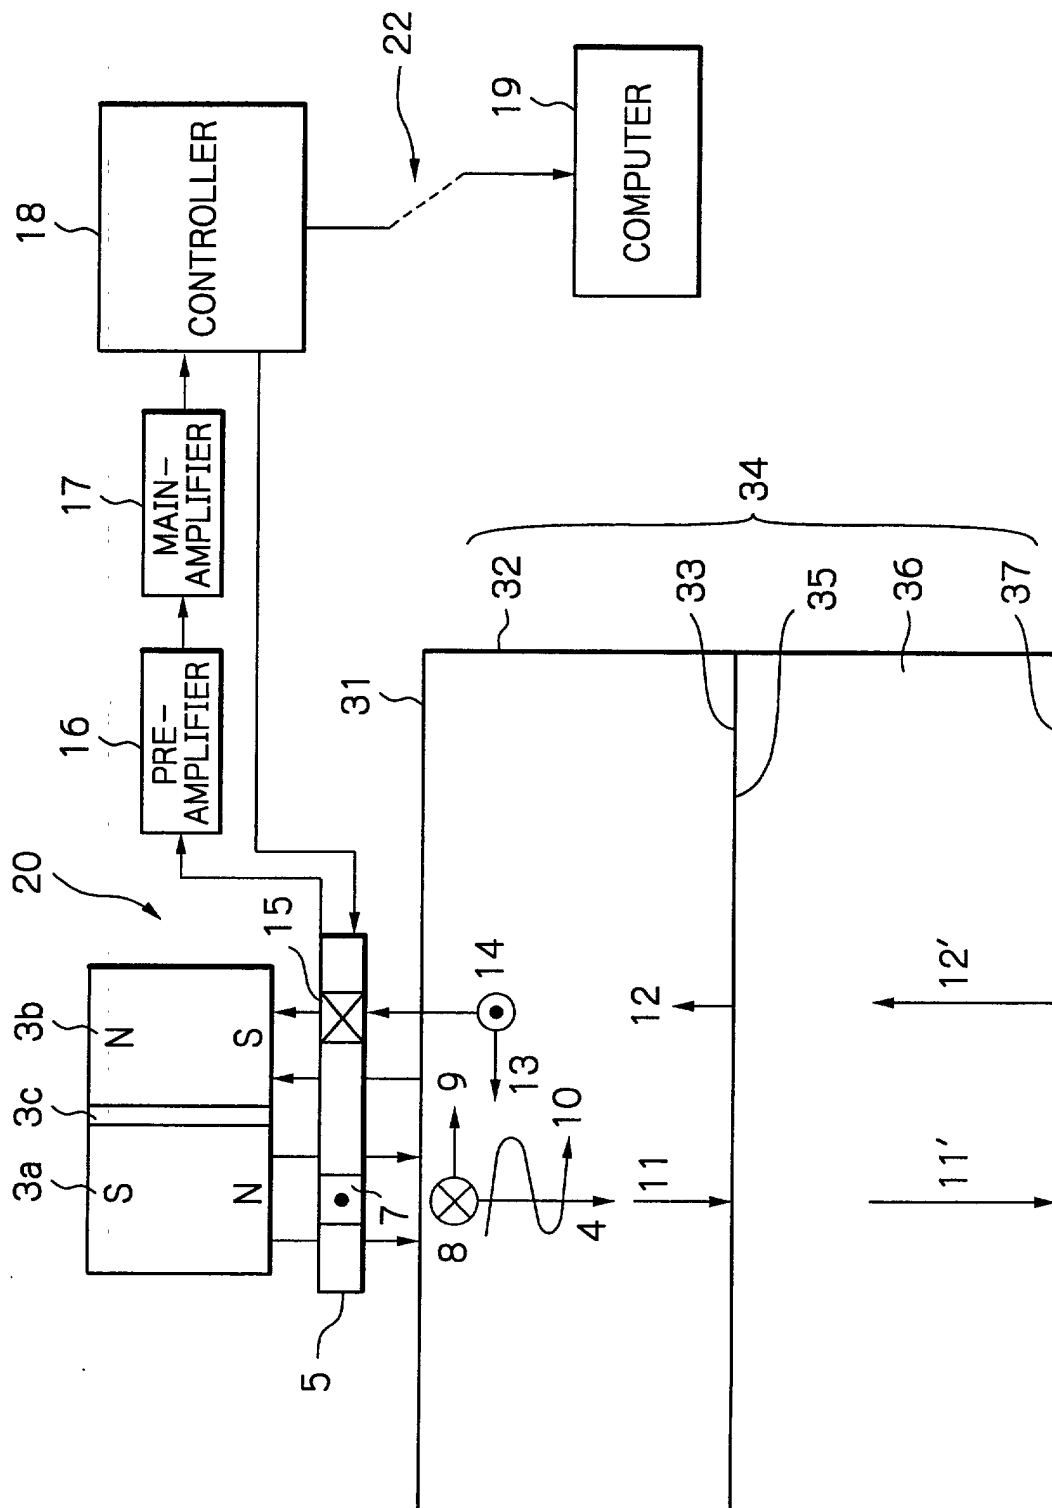 22
18
CONTROLLER
19
COMPUTER
17
MAIN-
AMPLIFIER
16
PRE-
AMPLIFIER
20
15
3b
3c
3a
N
S
S
N
7
5
31
32
34
33
35
36
37
8
9
10
4
11
13
14
12
11′
12′